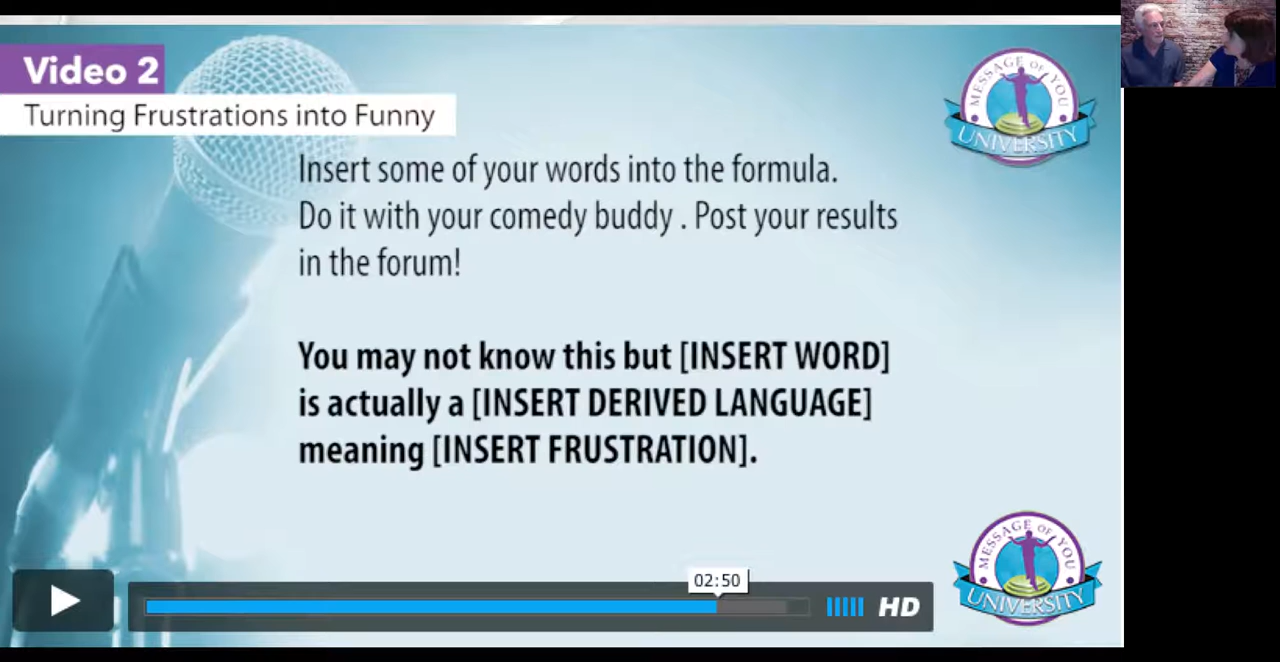 Video 2
Turning Frustrations into Funny
MESSAGE OF YOU
UNIVERSITY
Insert some of your words into the formula.
Do it with your comedy buddy . Post your results
in the forum!
You may not know this but [INSERT WORD]
is actually a [INSERT DERIVED LANGUAGE]
meaning [INSERT FRUSTRATION].
MESSAGE OF YOU
UNIVERSITY
02:50
HD